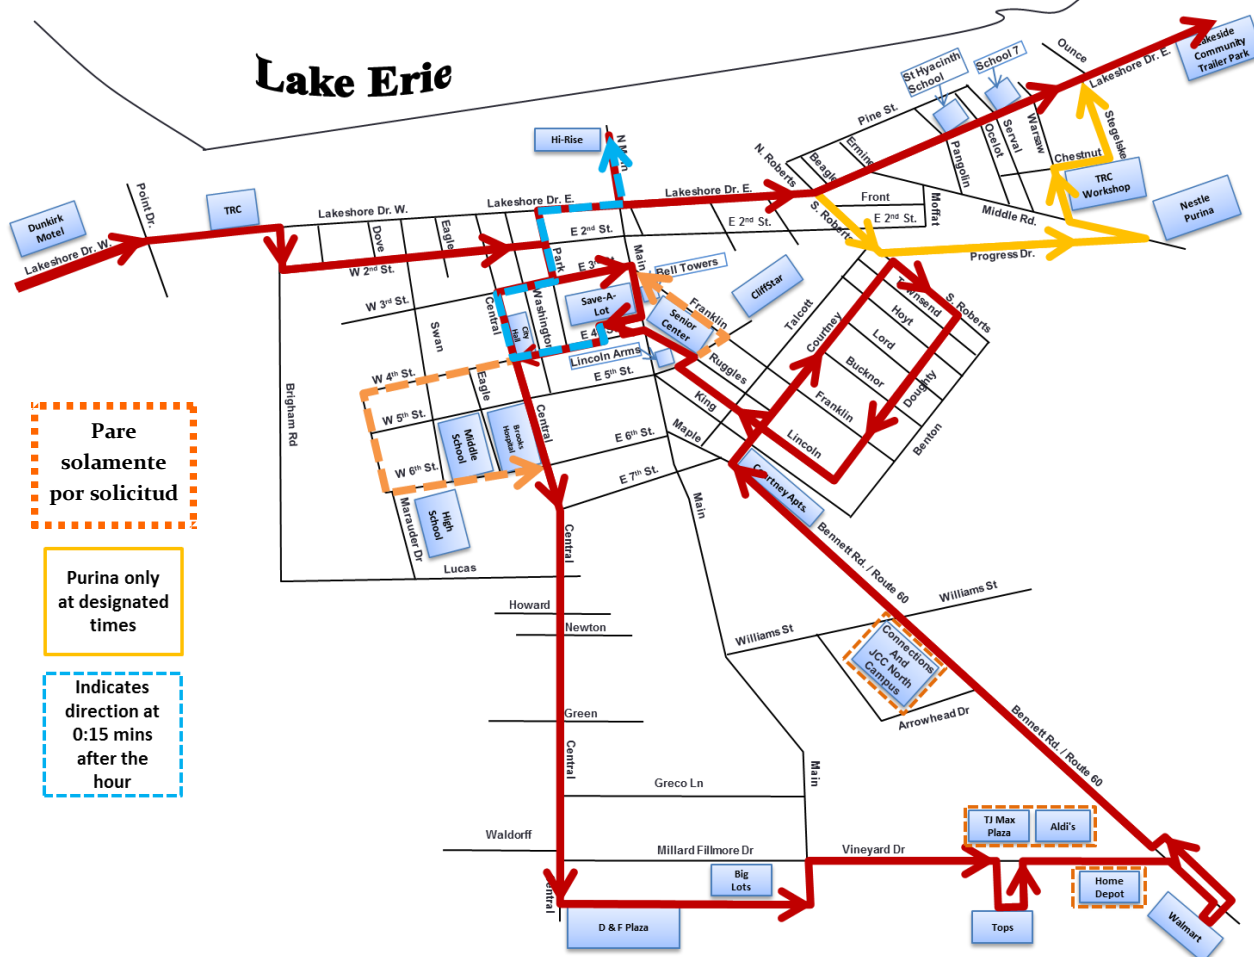 Lake Erie
Ounce
Lakeside
Community
Trailer Park
Lakeshore Dr. E.
School 7
St Hyacinth
School
Pine St.
Stegelske
Warsaw
Serval
Ocelot
Pangolin
Ermine
Beagle
N. Roberts
Chestnut
TRC
Workshop
Hi-Rise
N Main
Point Dr.
TRC
Dunkirk
Motel
Lakeshore Dr. W.
Lakeshore Dr. W.
Lakeshore Dr. E.
Lakeshore Dr. E.
Front
E 2nd St.
Moffat
Middle Rd.
Nestle
Purina
S. Roberts
Progress Dr.
Dove
Eagle
E 2nd St.
E 2nd St.
W 2nd St.
Park
Main
E 3
Bell Towers
CliffStar
W 3rd St.
Central
Washington
Save-A-
Lot
Senior
Center
Franklin
Talcott
Courtney
Townsend
S. Roberts
Hoyt
Lord
Bucknor
Doughty
Franklin
Benton
Lincoln
City
Hall
E 4
Lincoln Arms
Ruggles
King
Maple
Swan
W 4th St.
Eagle
E 5th St.
W 5th St.
Central
Middle
School
Brooks
Hospital
E 6th St.
W 6th St.
E 7th St.
Brigham Rd
Marauder Dr
High
School
Lucas
Main
Courtney Apts.
Bennett Rd. / Route 60
Central
Howard
Newton
Williams St
Williams St
Connections
And
JCC North
Campus
Arrowhead Dr
Bennett Rd. / Route 60
Green
Central
Main
Greco Ln
Waldorff
Millard Fillmore Dr
Vineyard Dr
TJ Max
Plaza
Aldi's
Big
Lots
Home
Depot
Central
D & F Plaza
Tops
Walmart
Pare
solamente
por solicitud
Purina only
at designated
times
Indicates
direction at
0:15 mins
after the
hour